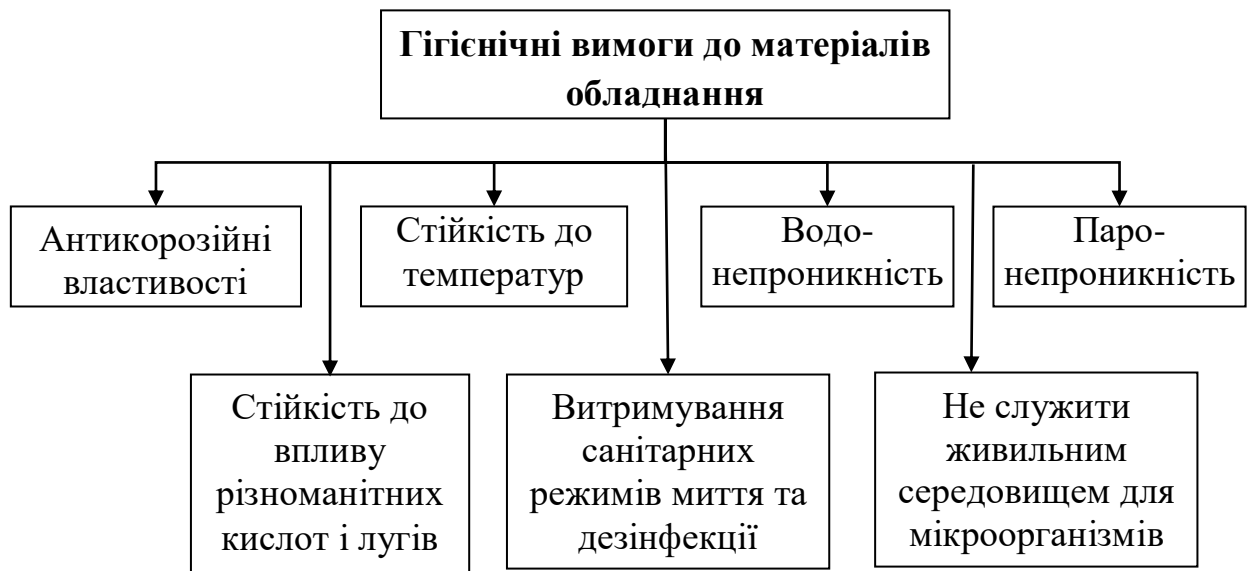 Гігієнічні вимоги до матеріалів
обладнання
Антикорозійні
властивості
Стійкість до
температур
Водо-
непроникність
Паро-
непроникність
Стійкість до
впливу
різноманітних
кислот і лугів
Витримування
санітарних
режимів миття та
дезінфекції
Не служити
живильним
середовищем для
мікроорганізмів